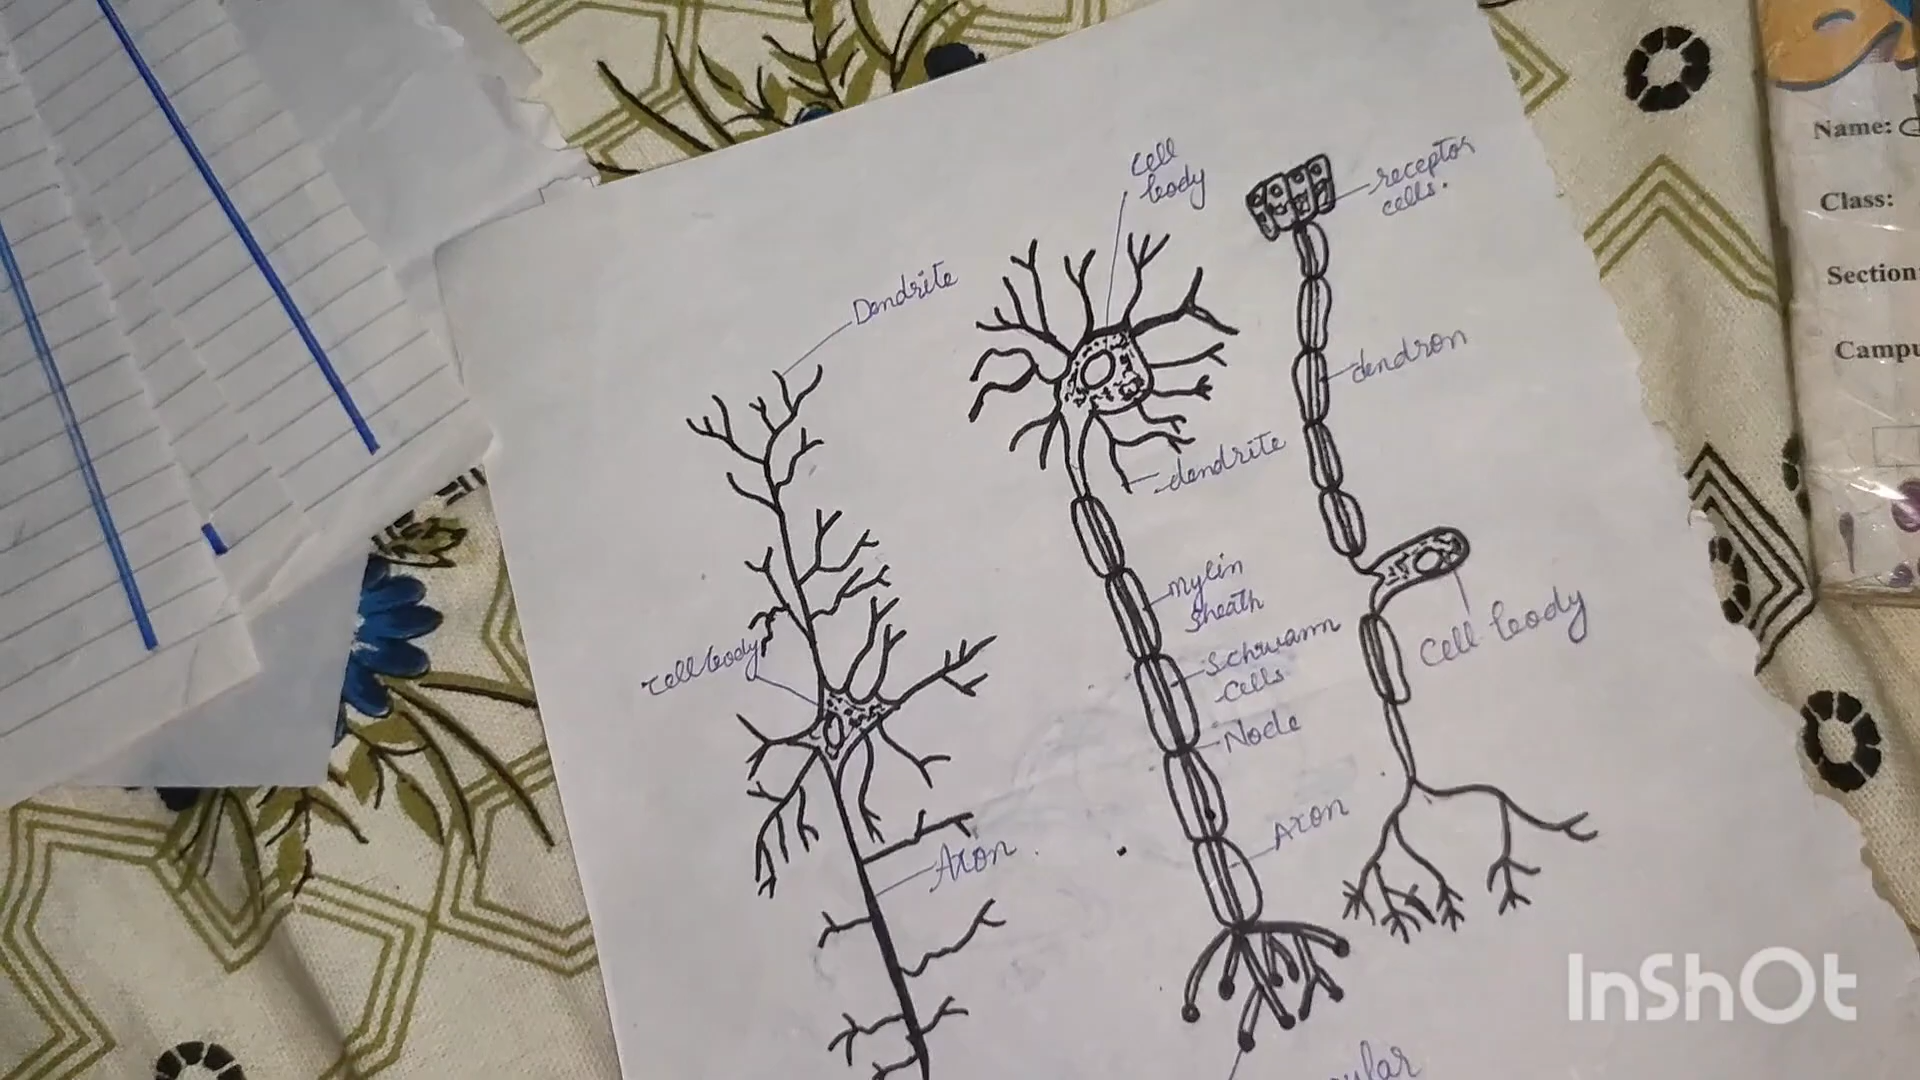 cell
body
receptor
cells.
Dendrite
dendron
dendrite
mylin
sheath
Schwann
cells
Node
Axon
cell body
cell body
Axon
Name:
Class:
Section
Campu
InShOt